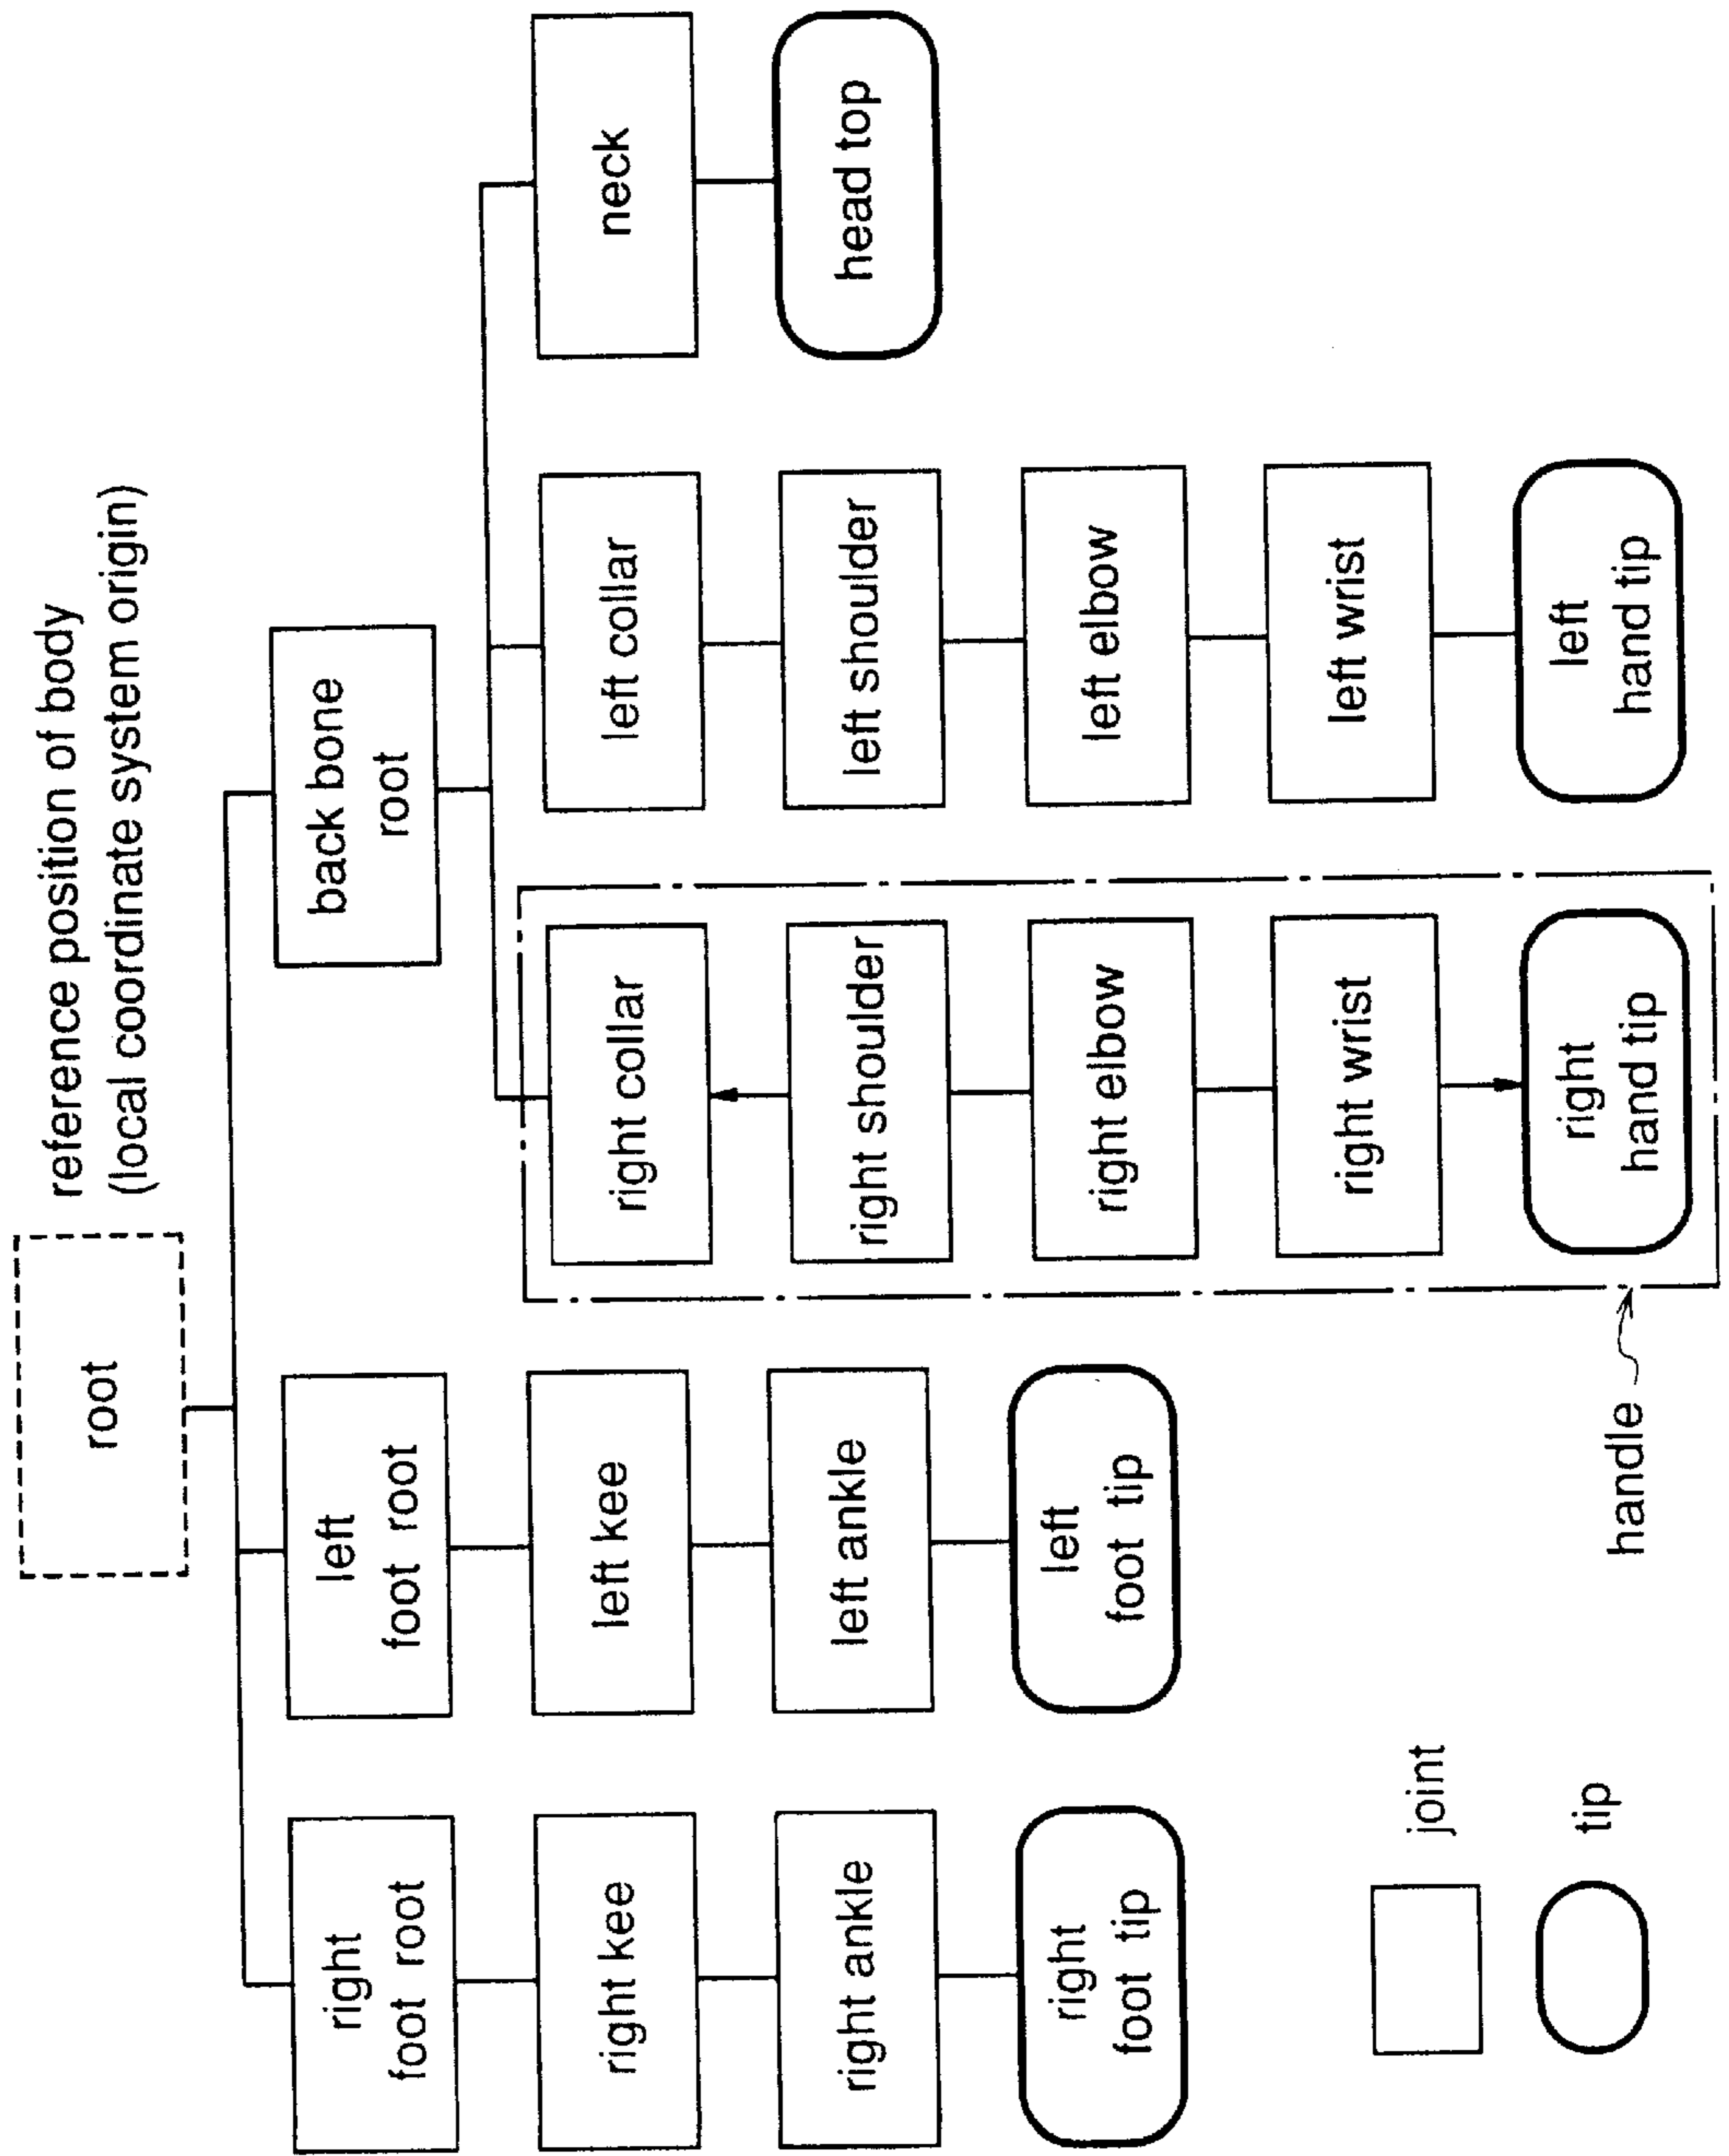 root
reference position of body
(local coordinate system origin)
right
foot root
left
foot root
back bone
root
right kee
left kee
right collar
left collar
neck
right ankle
left ankle
right shoulder
left shoulder
head top
right
foot tip
left
foot tip
right elbow
left elbow
right wrist
left wrist
right
hand tip
left
hand tip
handle
joint
tip